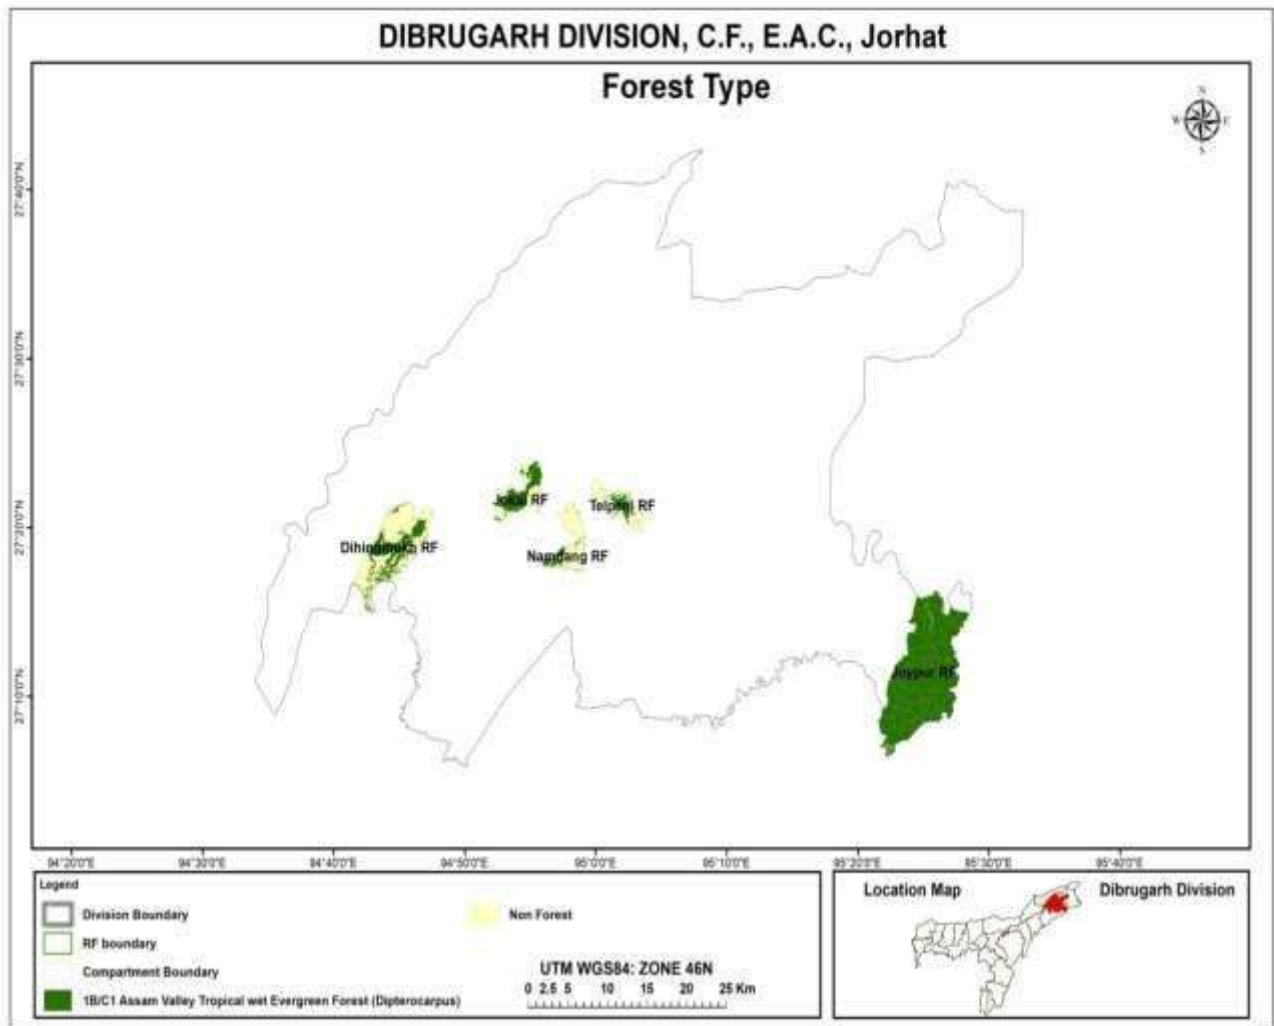 DIBRUGARH DIVISION, C.F., E.A.C., Jorhat
Forest Type
N
W E
S
27°40'0"N
27°30'0"N
27°20'0"N
27°10'0"N
Jokai RF
Telpani RF
Dihingmukh RF
Namdang RF
Joypur RF
94°20'0"E 94°30'0"E 94°40'0"E 94°50'0"E 95°0'0"E 95°10'0"E 95°20'0"E 95°30'0"E 95°40'0"E
Legend
Division Boundary
Non Forest
RF boundary
Compartment Boundary
1B/C1 Assam Valley Tropical wet Evergreen Forest (Dipterocarpus)
UTM WGS84: ZONE 46N
0 2.5 5 10 15 20 25 Km
Location Map
Dibrugarh Division